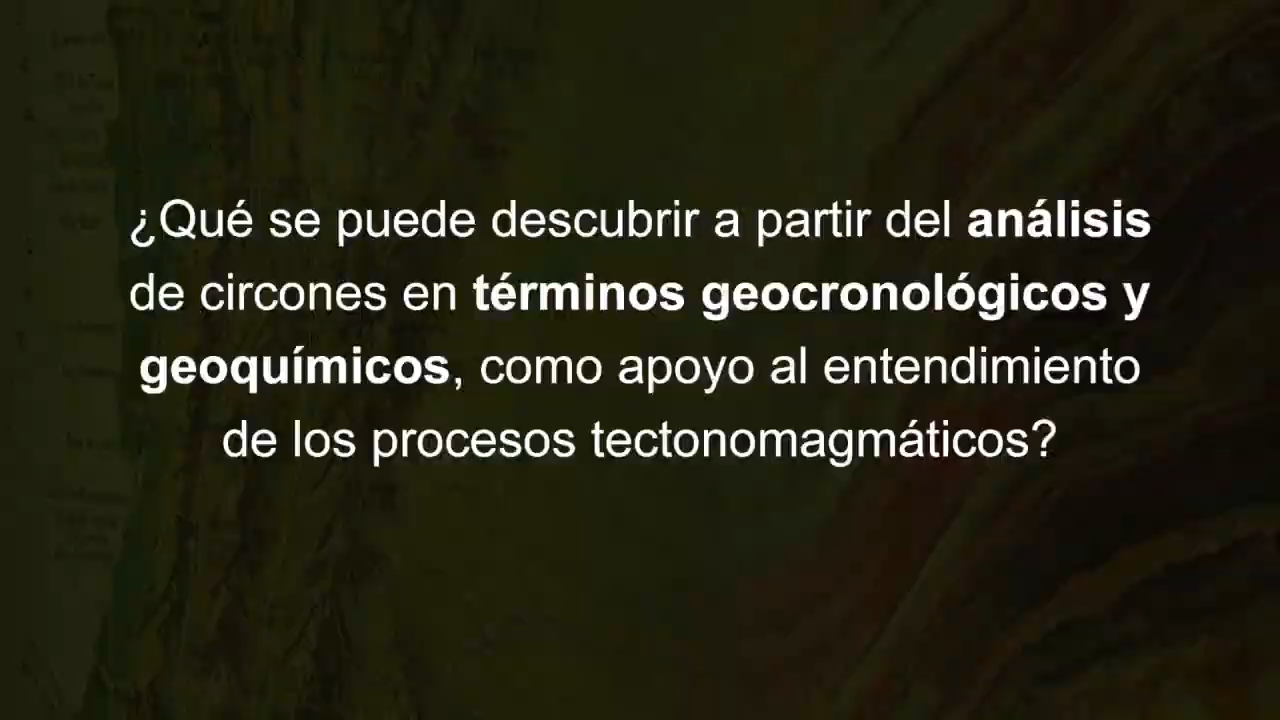 ¿Qué se puede descubrir a partir del análisis
de circones en términos geocronológicos y
geoquímicos, como apoyo al entendimiento
de los procesos tectonomagmáticos?